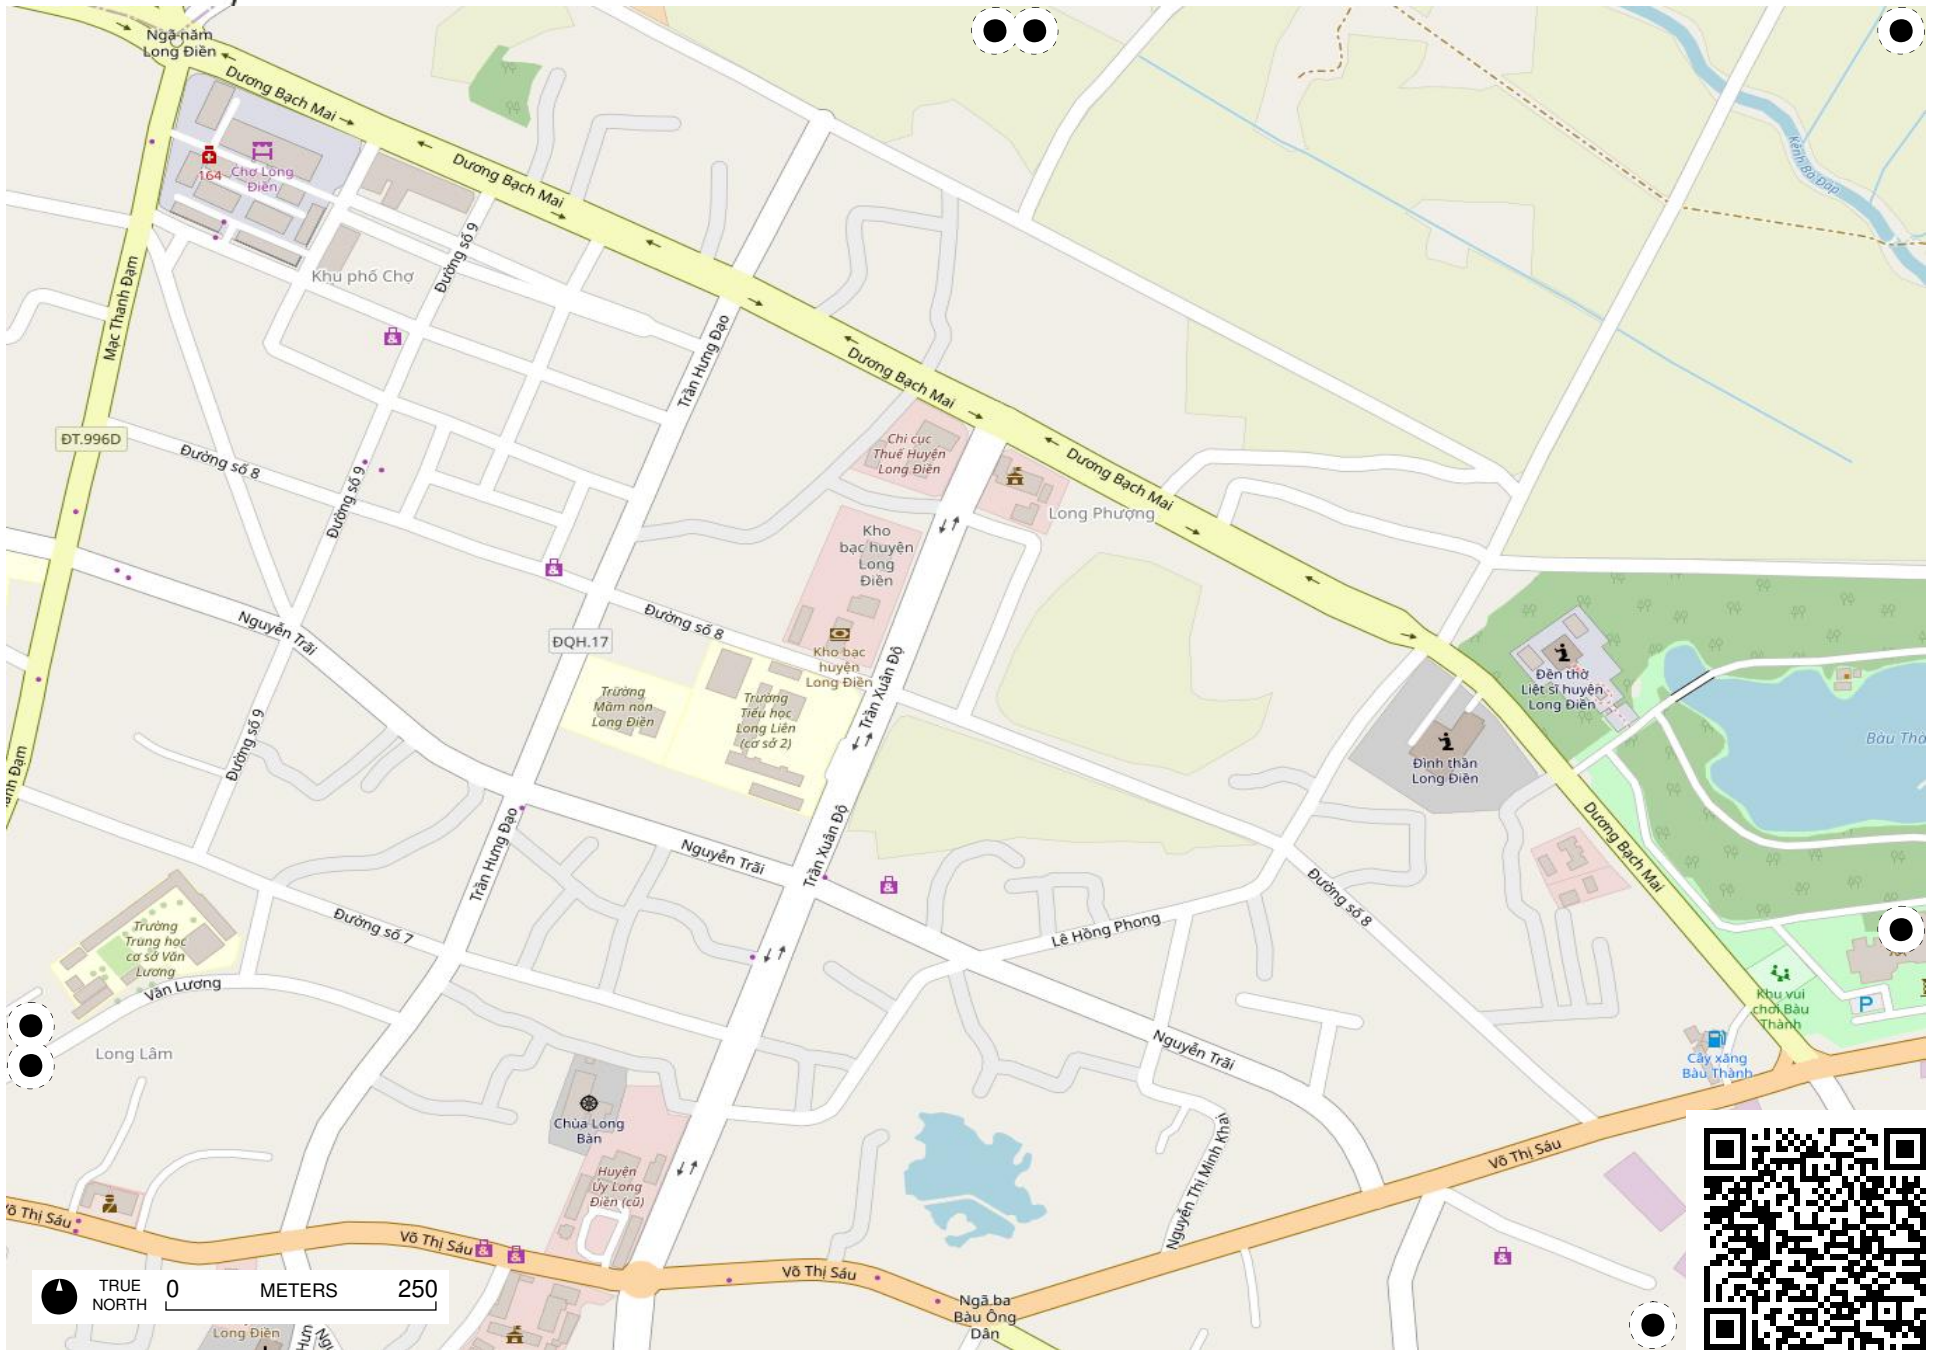 Ngã năm
Long Điền
Dương Bạch Mai
Dương Bạch Mai
164
Chợ Long
Điền
Kênh Bà Đáp
Đường số 9
Khu phố Chợ
Mạc Thanh Đạm
Trần Hưng Đạo
Dương Bạch Mai
ĐT.996D
Đường số 8
Chi cục
Thuế Huyện
Long Điền
Dương Bạch Mai
Đường số 9
Long Phượng
Kho
bạc huyện
Long
Điền
Nguyễn Trãi
Đường số 8
ĐQH.17
Kho bạc
huyện
Long Điền
Trần Xuân Độ
Trường
Mầm non
Long Điền
Trường
Tiểu học
Long Liên
(cơ sở 2)
Đền thờ
Liệt sĩ huyện
Long Điền
Bàu Thà
Đình thần
Long Điền
Đường số 9
anh Đạm
Trần Hưng Đạo
Nguyễn Trãi
Trần Xuân Độ
Dương Bạch Mai
Đường số 8
Đường số 7
Lê Hồng Phong
Trường
Trung học
cơ sở Văn
Lương
Văn Lương
Long Lâm
Khu vui
chơi Bàu
Thành
P
Cây xăng
Bàu Thành
Nguyễn Trãi
Chùa Long
Bàn
Nguyễn Thị Minh Khai
Võ Thị Sáu
Huyện
Ủy Long
Điền (cũ)
Võ Thị Sáu
Võ Thị Sáu
Võ Thị Sáu
Ngã ba
Bàu Ông
Dân
TRUE
NORTH
0 METERS 250
Long Điền
Hưn
Ngu